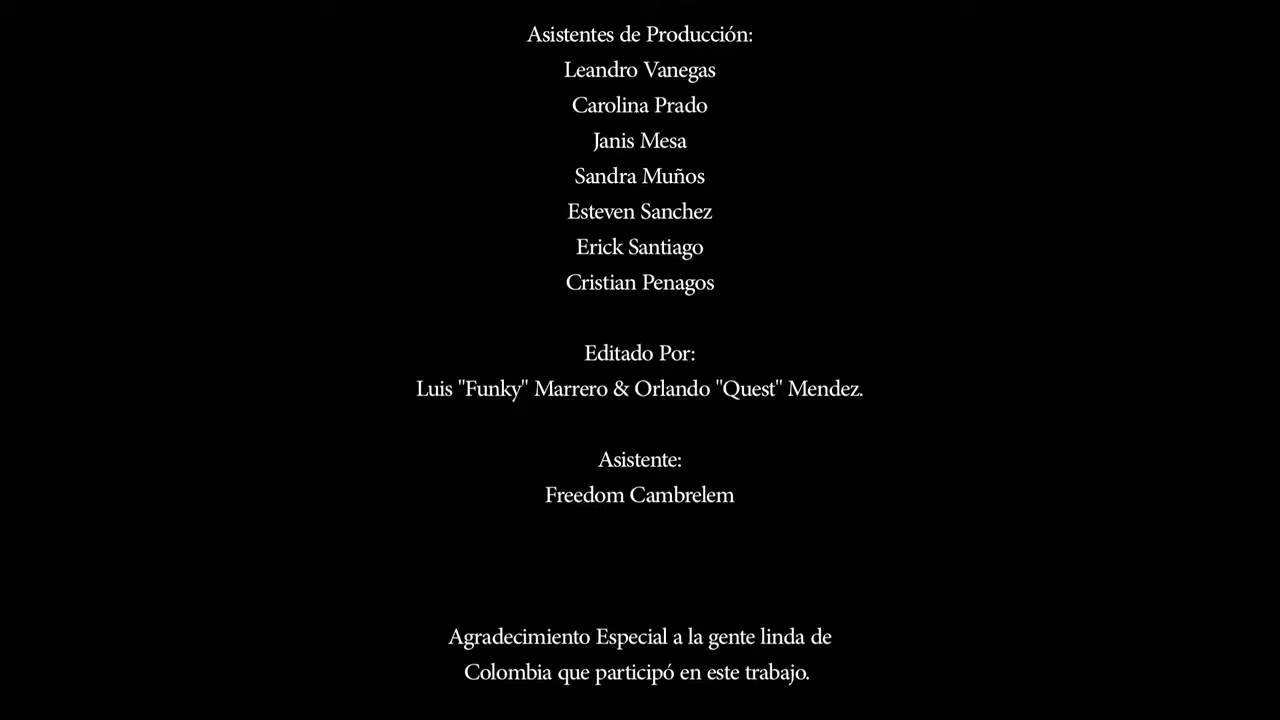 Asistentes de Producción:
Leandro Vanegas
Carolina Prado
Janis Mesa
Sandra Muños
Esteven Sanchez
Erick Santiago
Cristian Penagos
Editado Por:
Luis "Funky" Marrero & Orlando "Quest" Mendez.
Asistente:
Freedom Cambrelem
Agradecimiento Especial a la gente linda de
Colombia que participó en este trabajo.